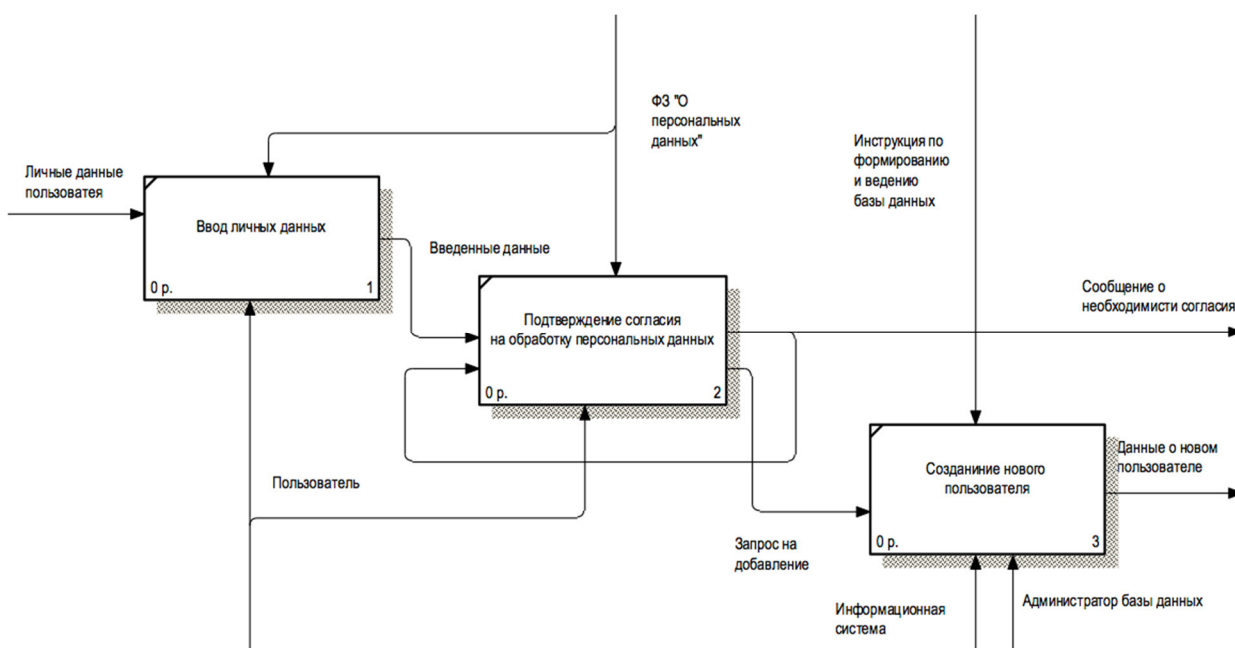 ФЗ "О
персональных
данных"
Инструкция по
формированию
и ведению
базы данных
Личные данные
пользоватея
Ввод личных данных
0 р.
1
Введенные данные
Подтверждение согласия
на обработку персональных данных
0 р.
2
Сообщение о
необходимисти согласия
Созданиние нового
пользователя
0 р.
3
Данные о новом
пользователе
Пользователь
Запрос на
добавление
Информационная
система
Администратор базы данных